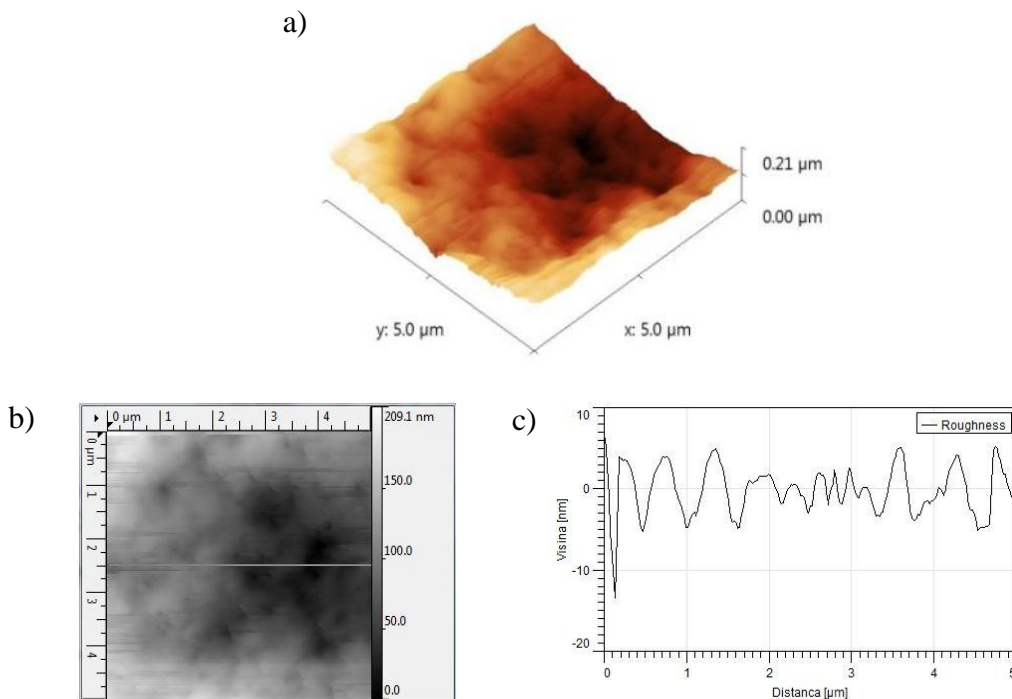 a)
0.21 µm
0.00 µm
y: 5.0 µm
x: 5.0 µm
b)
0 µm 1 2 3 4
209.1 nm
0 µm
1
2
3
4
150.0
100.0
50.0
0.0
c)
10
0
-10
-20
Visina [nm]
Roughness
0 1 2 3 4 5
Distanca [µm]